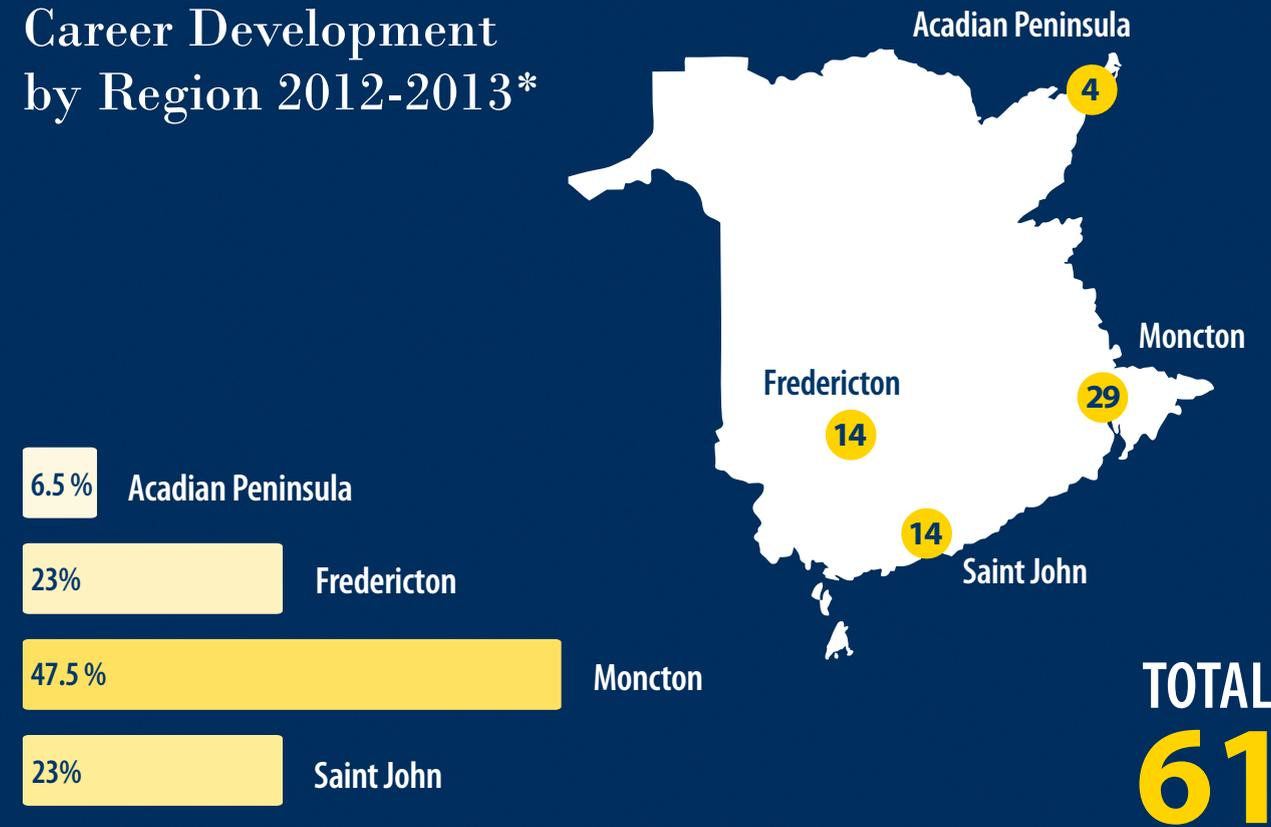 Career Development
by Region 2012-2013*
Acadian Peninsula
4
Moncton
29
Fredericton
14
14
Saint John
6.5 % Acadian Peninsula
23% Fredericton
47.5 % Moncton
23% Saint John
TOTAL
61